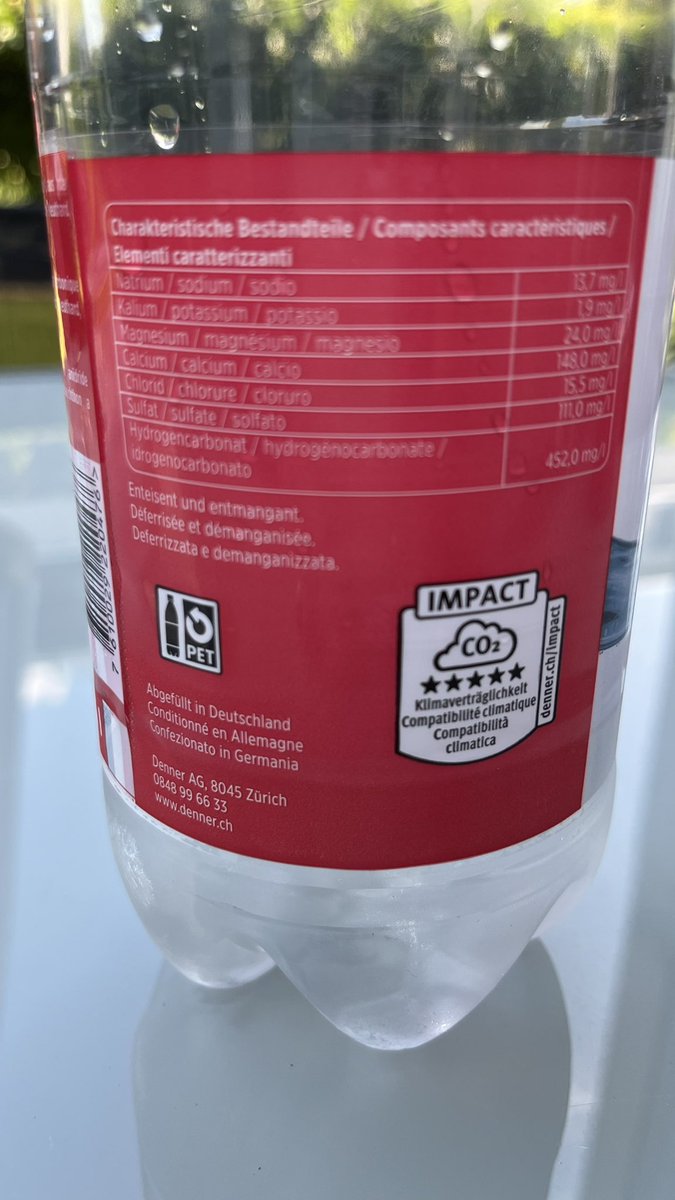 Charakteristische Bestandteile / Composants caractéristiques /
Elementi caratterizzanti
Natrium / sodium / sodio 13,7 mg/l
Kalium / potassium / potassio 1,9 mg/l
Magnesium / magnésium / magnesio 24,0 mg/l
Calcium / calcium / calcio 148,0 mg/l
Chlorid / chlorure / cloruro 15,5 mg/l
Sulfat / sulfate / solfato 111,0 mg/l
Hydrogencarbonat / hydrogénocarbonate /
idrogenocarbonato 452,0 mg/l
Enteisent und entmangant.
Déferrisée et démanganisée.
Deferrizzata e demanganizzata.
PET
IMPACT
CO2
Klimaverträglichkeit
Compatibilité climatique
Compatibilità
climatica
denner.ch/impact
Abgefüllt in Deutschland
Conditionné en Allemagne
Confezionato in Germania
Denner AG, 8045 Zürich
0848 99 66 33
www.denner.ch
7 610029 220476 >